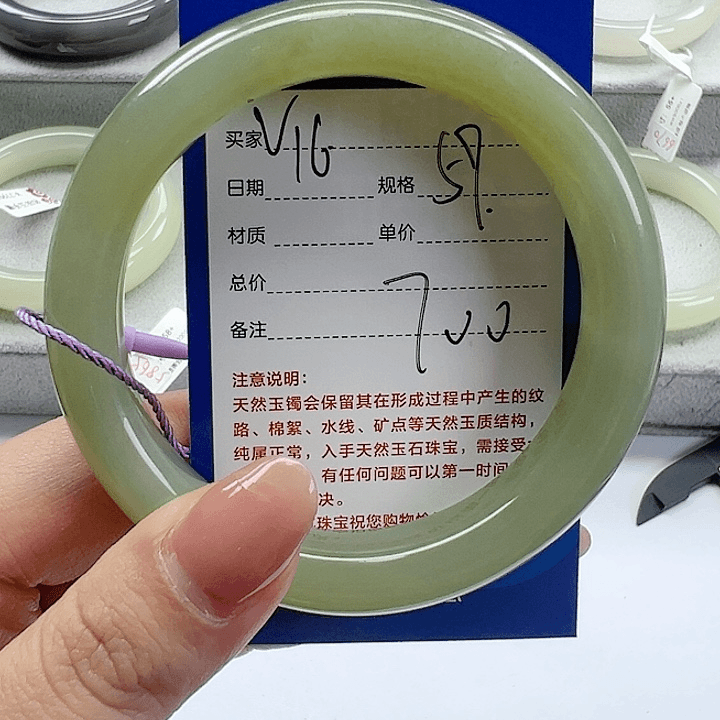 买家 V16
日期 规格 59.
材质 单价
总价
备注 700
注意说明：
天然玉镯会保留其在形成过程中产生的纹
路、棉絮、水线、矿点等天然玉质结构，
纯属正常，入手天然玉石珠宝，需接受
有任何问题可以第一时间
决。
珠宝祝您购物